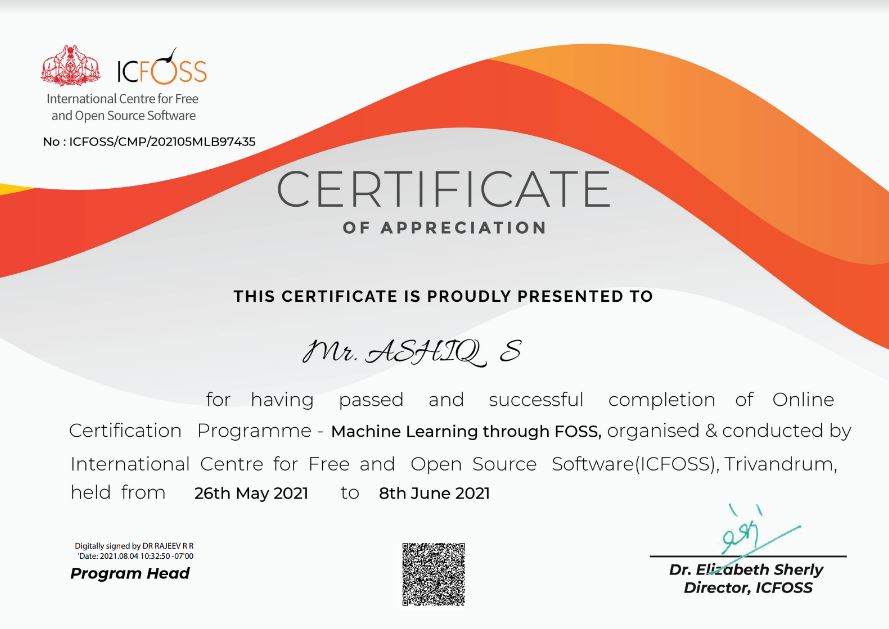 ICFOSS
International Centre for Free
and Open Source Software
No : ICFOSS/CMP/202105MLB97435
CERTIFICATE
OF APPRECIATION
THIS CERTIFICATE IS PROUDLY PRESENTED TO
Mr. ASHIQ S
for having passed and successful completion of Online
Certification Programme - Machine Learning through FOSS, organised & conducted by
International Centre for Free and Open Source Software(ICFOSS), Trivandrum,
held from 26th May 2021 to 8th June 2021
Digitally signed by DR RAJEEV R R
'Date: 2021.08.04 10:32:50 -07'00
Program Head
Dr. Elizabeth Sherly
Director, ICFOSS